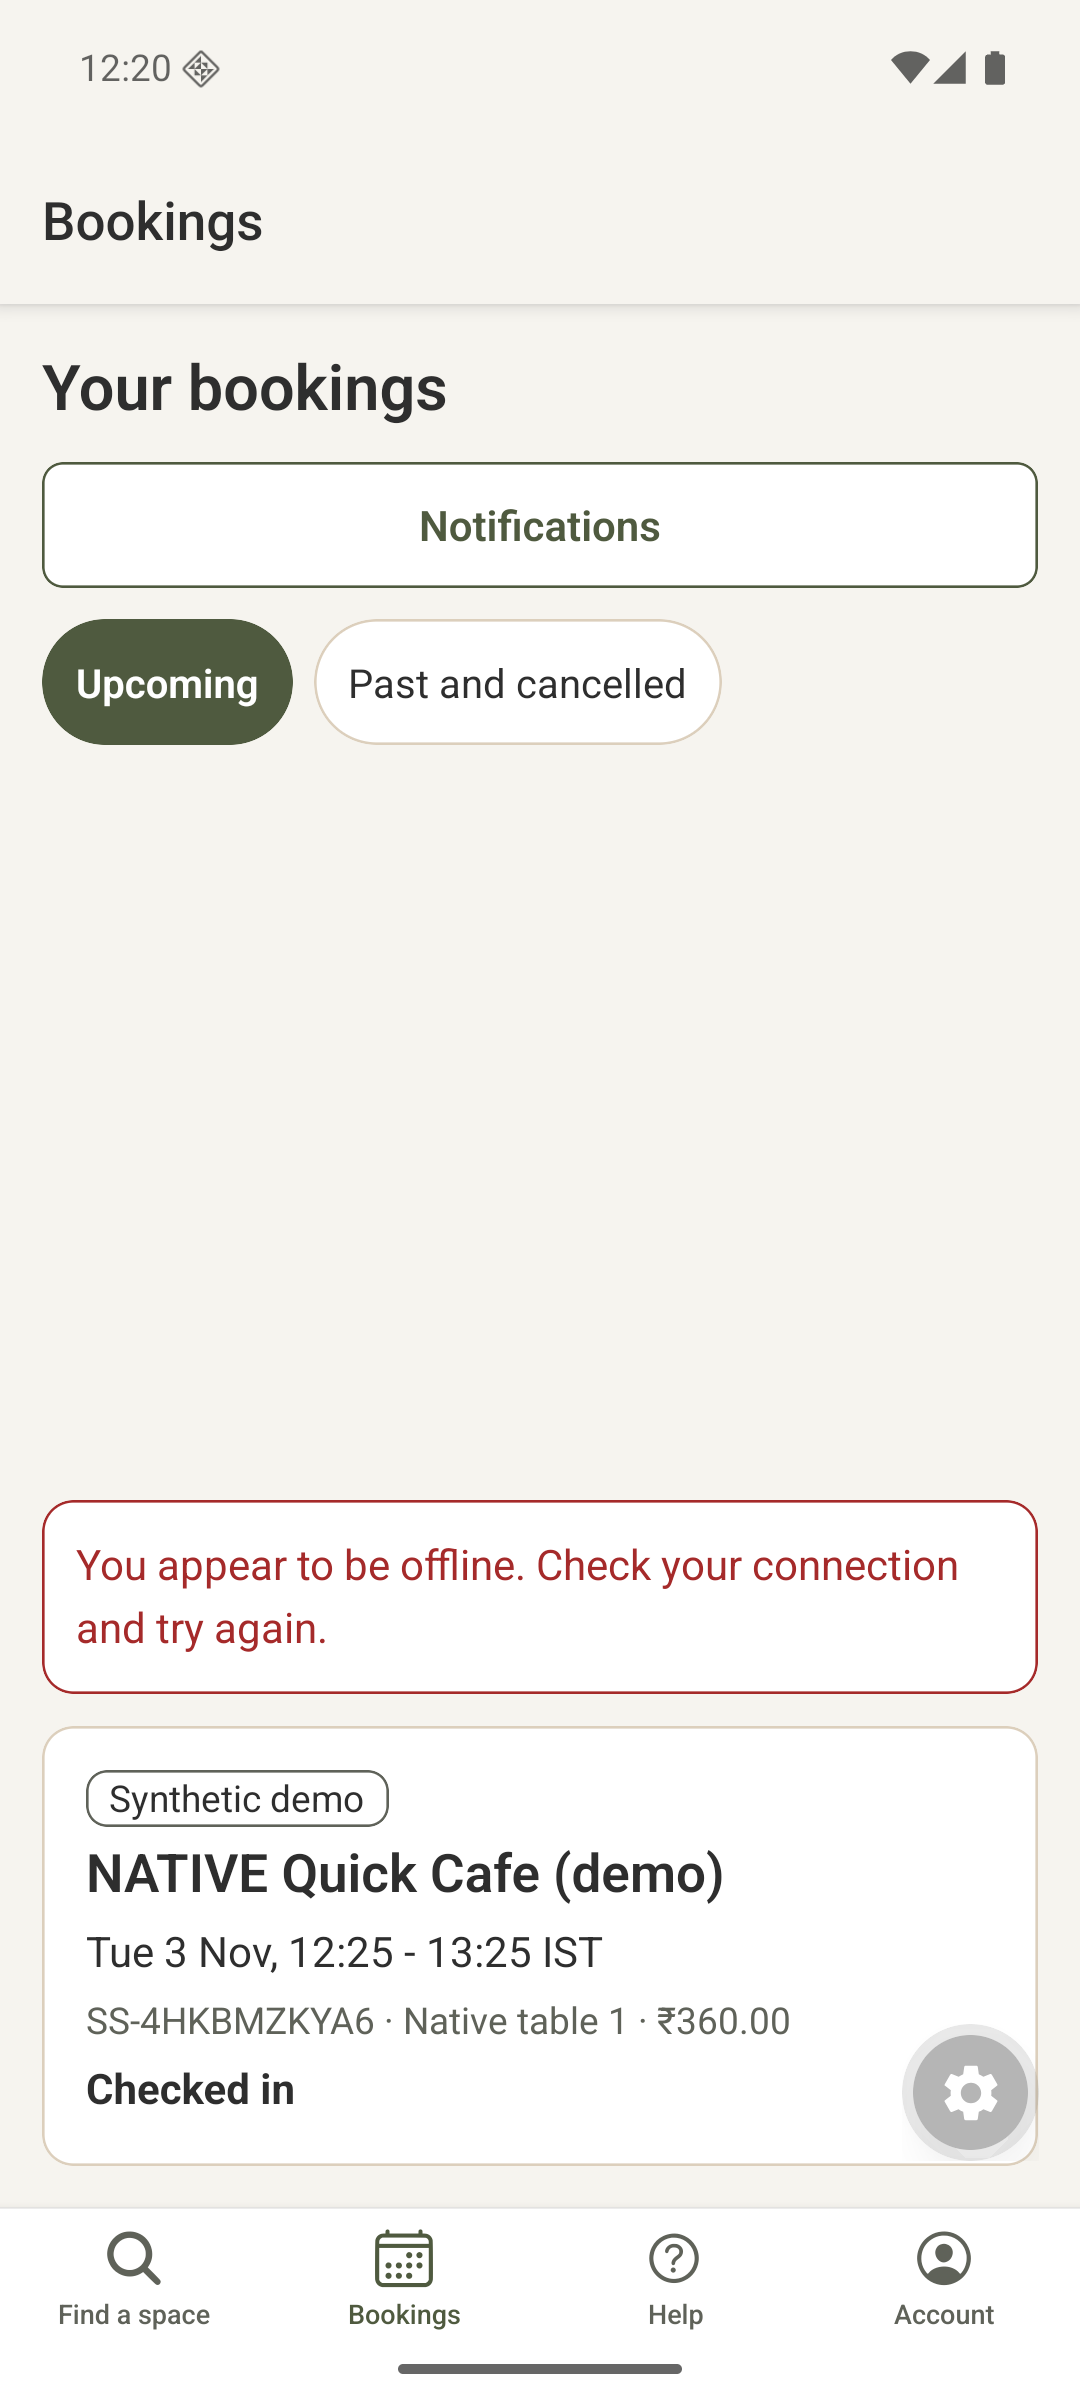 12:20
Bookings
Your bookings
Notifications
Upcoming
Past and cancelled
You appear to be offline. Check your connection
and try again.
Synthetic demo
NATIVE Quick Cafe (demo)
Tue 3 Nov, 12:25 - 13:25 IST
SS-4HKBMZKYA6 · Native table 1 · ₹360.00
Checked in
Find a space
Bookings
Help
Account